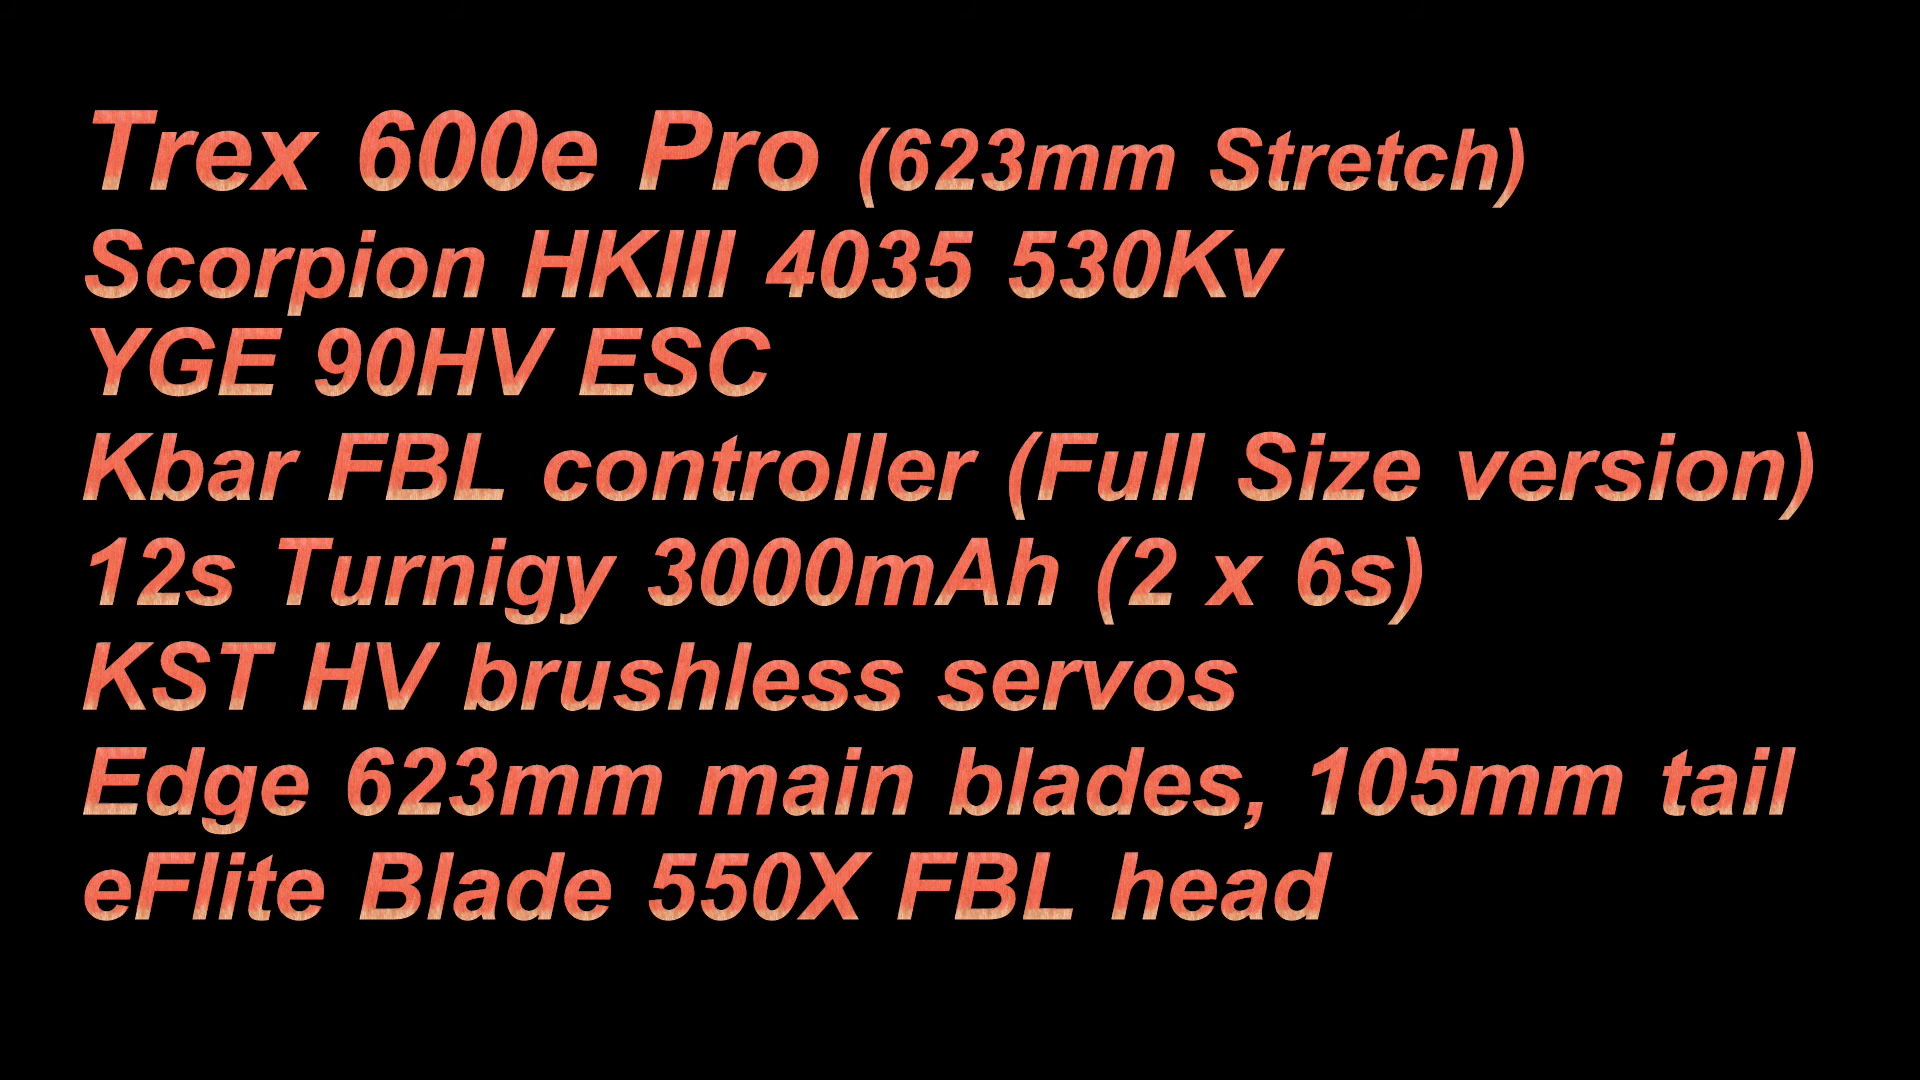 Trex 600e Pro (623mm Stretch)
Scorpion HKIII 4035 530Kv
YGE 90HV ESC
Kbar FBL controller (Full Size version)
12s Turnigy 3000mAh (2 x 6s)
KST HV brushless servos
Edge 623mm main blades, 105mm tail
eFlite Blade 550X FBL head